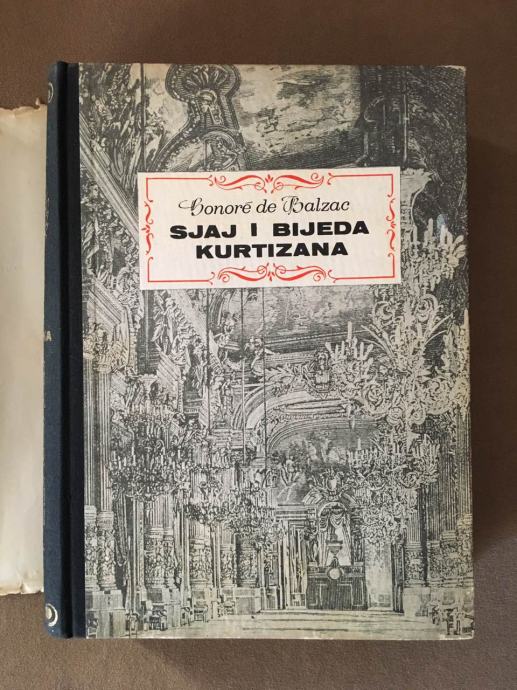 Honoré de Balzac
SJAJ I BIJEDA
KURTIZANA